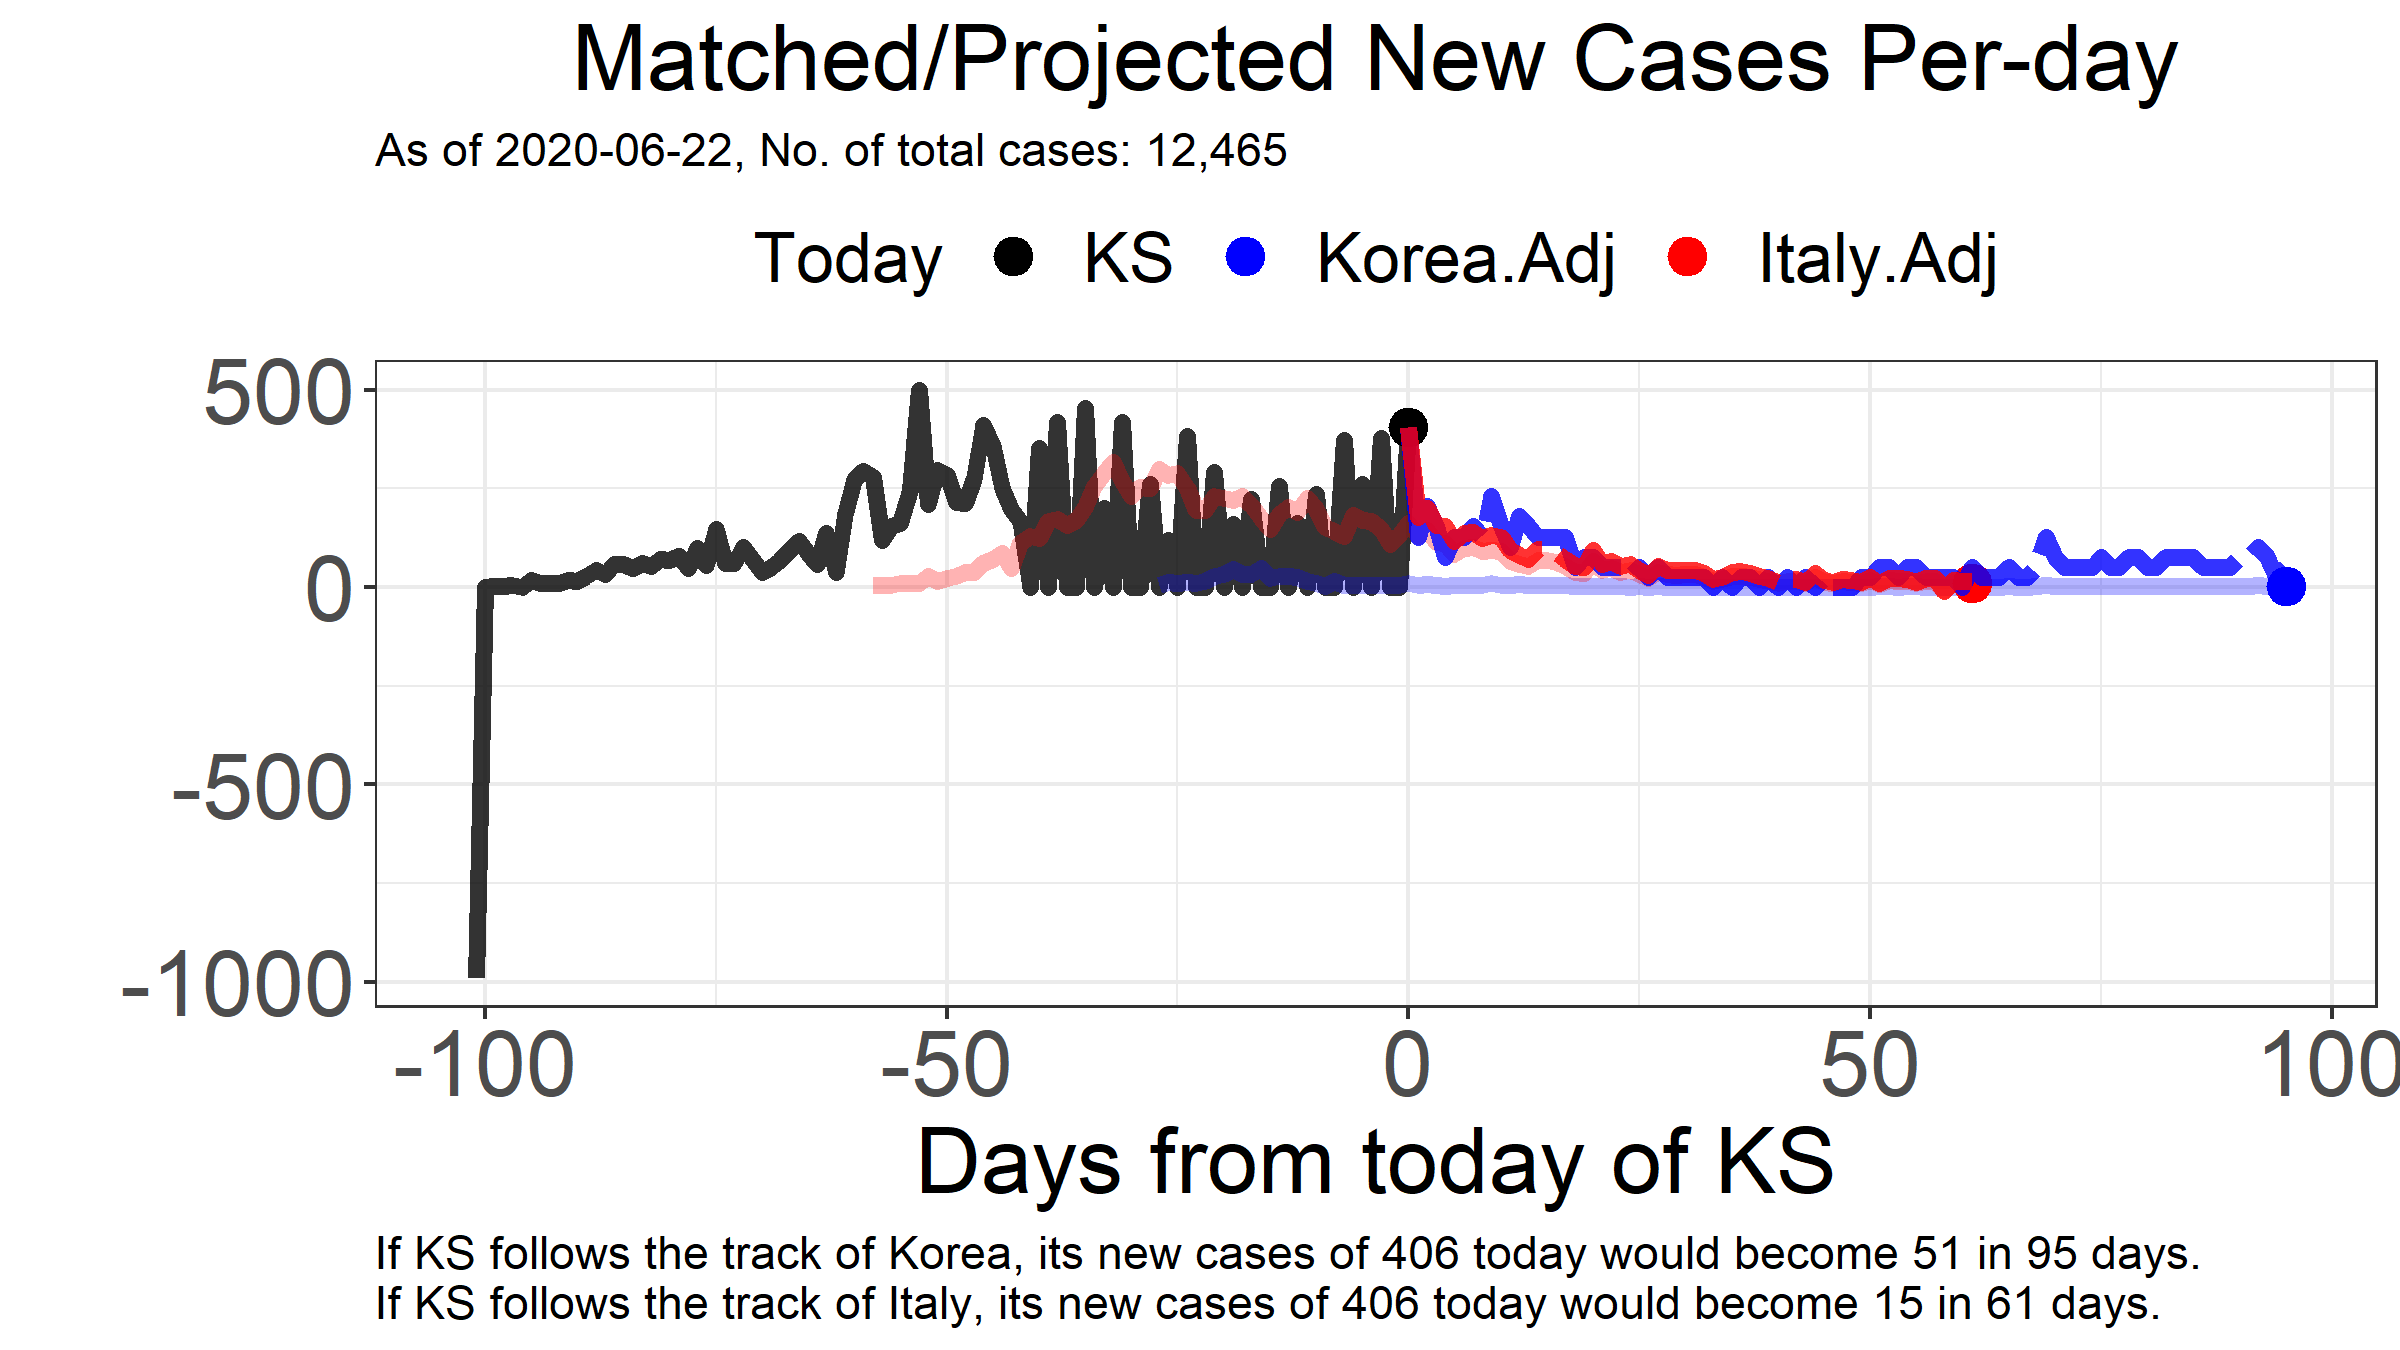 Matched/Projected New Cases Per-day
As of 2020-06-22, No. of total cases: 12,465
Today KS Korea.Adj Italy.Adj
500
0
-500
-1000
-100 -50 0 50 100
Days from today of KS
If KS follows the track of Korea, its new cases of 406 today would become 51 in 95 days.
If KS follows the track of Italy, its new cases of 406 today would become 15 in 61 days.